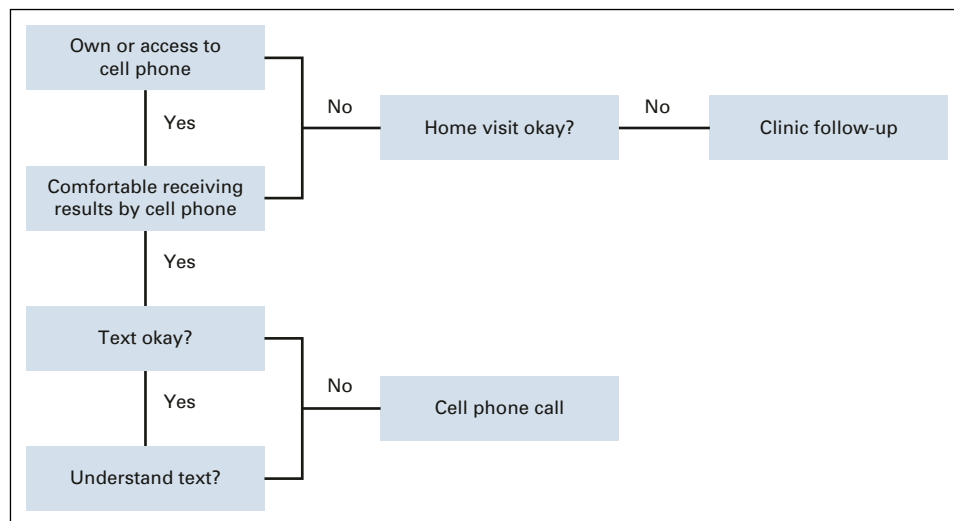 Own or access to
cell phone
Yes
No
Home visit okay?
No
Clinic follow-up
Comfortable receiving
results by cell phone
Yes
Text okay?
Yes
No
Cell phone call
Understand text?